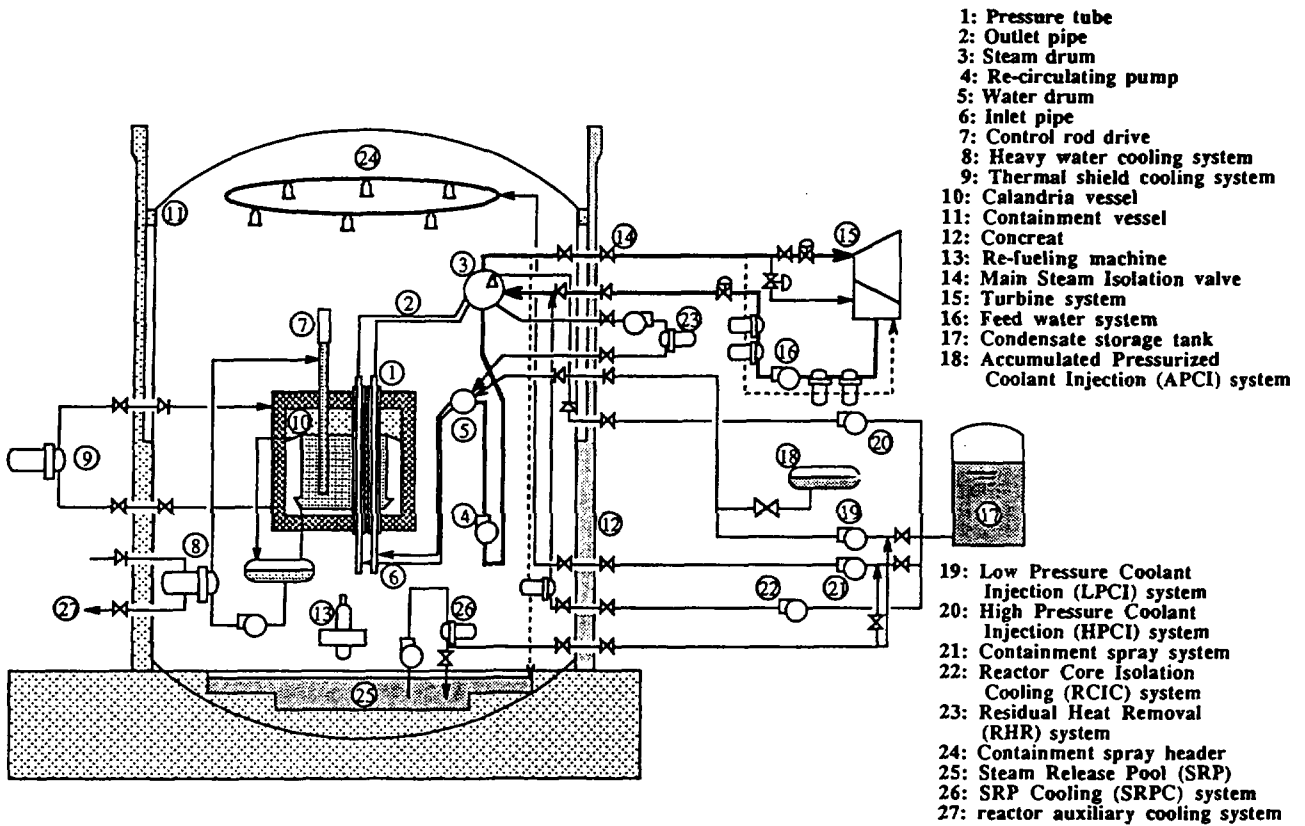 1: Pressure tube
2: Outlet pipe
3: Steam drum
4: Re-circulating pump
5: Water drum
6: Inlet pipe
7: Control rod drive
8: Heavy water cooling system
9: Thermal shield cooling system
10: Calandria vessel
11: Containment vessel
12: Concreat
13: Re-fueling machine
14: Main Steam Isolation valve
15: Turbine system
16: Feed water system
17: Condensate storage tank
18: Accumulated Pressurized
Coolant Injection (APCI) system
24
11
14
15
3
2
7
23
16
1
10
5
20
9
18
17
4
19
12
8
6
22
21
27
13
26
25
19: Low Pressure Coolant
Injection (LPCI) system
20: High Pressure Coolant
Injection (HPCI) system
21: Containment spray system
22: Reactor Core Isolation
Cooling (RCIC) system
23: Residual Heat Removal
(RHR) system
24: Containment spray header
25: Steam Release Pool (SRP)
26: SRP Cooling (SRPC) system
27: reactor auxiliary cooling system